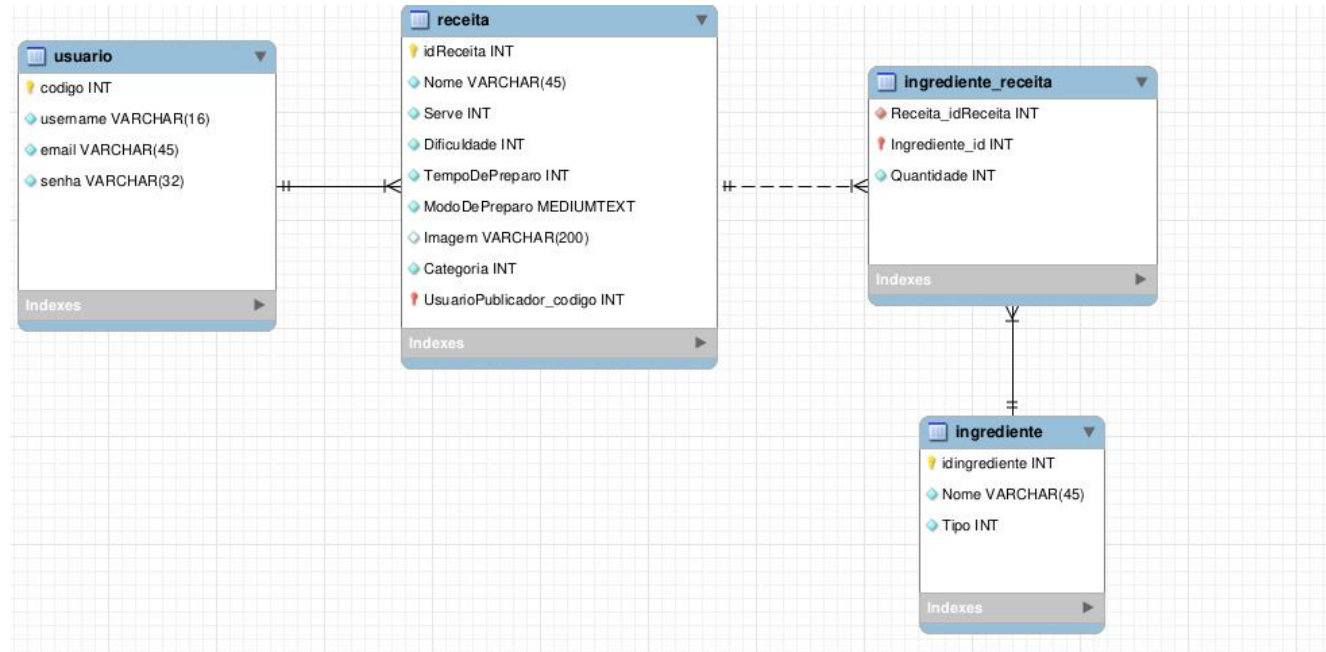 usuario
codigo INT
username VARCHAR(16)
email VARCHAR(45)
senha VARCHAR(32)
Indexes
receita
idReceita INT
Nome VARCHAR(45)
Serve INT
Dificuldade INT
TempoDePreparo INT
ModoDePreparo MEDIUMTEXT
Imagem VARCHAR(200)
Categoria INT
UsuarioPublicador_codigo INT
Indexes
ingrediente_receita
Receita_idReceita INT
Ingrediente_id INT
Quantidade INT
Indexes
ingrediente
idingrediente INT
Nome VARCHAR(45)
Tipo INT
Indexes